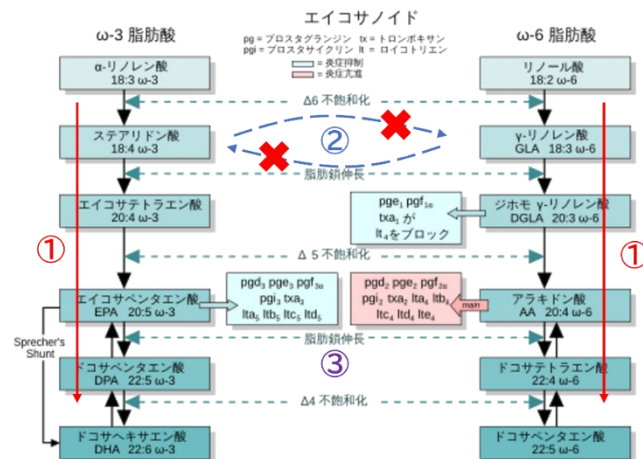 エイコサノイド
ω-3 脂肪酸
ω-6 脂肪酸
pg = プロスタグランジン tx = トロンボキサン
pgi = プロスタサイクリン lt = ロイコトリエン
= 炎症抑制
= 炎症亢進
α-リノレン酸
18:3 ω-3
リノール酸
18:2 ω-6
Δ6 不飽和化
ステアリドン酸
18:4 ω-3
②
γ-リノレン酸
GLA 18:3 ω-6
脂肪鎖伸長
エイコサテトラエン酸
20:4 ω-3
pge₁ pgf₁α
txa₁ が
lt₄をブロック
ジホモ γ-リノレン酸
DGLA 20:3 ω-6
①
①
Δ 5 不飽和化
エイコサペンタエン酸
EPA 20:5 ω-3
pgd₃ pge₃ pgf₃α
pgi₃ txa₃
lta₅ ltb₅ ltc₅ ltd₅
pgd₂ pge₂ pgf₂α
pgi₂ txa₂ lta₄ ltb₄
ltc₄ ltd₄ lte₄
main
アラキドン酸
AA 20:4 ω-6
Sprecher's
Shunt
脂肪鎖伸長
③
ドコサペンタエン酸
DPA 22:5 ω-3
ドコサテトラエン酸
22:4 ω-6
Δ4 不飽和化
ドコサヘキサエン酸
DHA 22:6 ω-3
ドコサペンタエン酸
22:5 ω-6